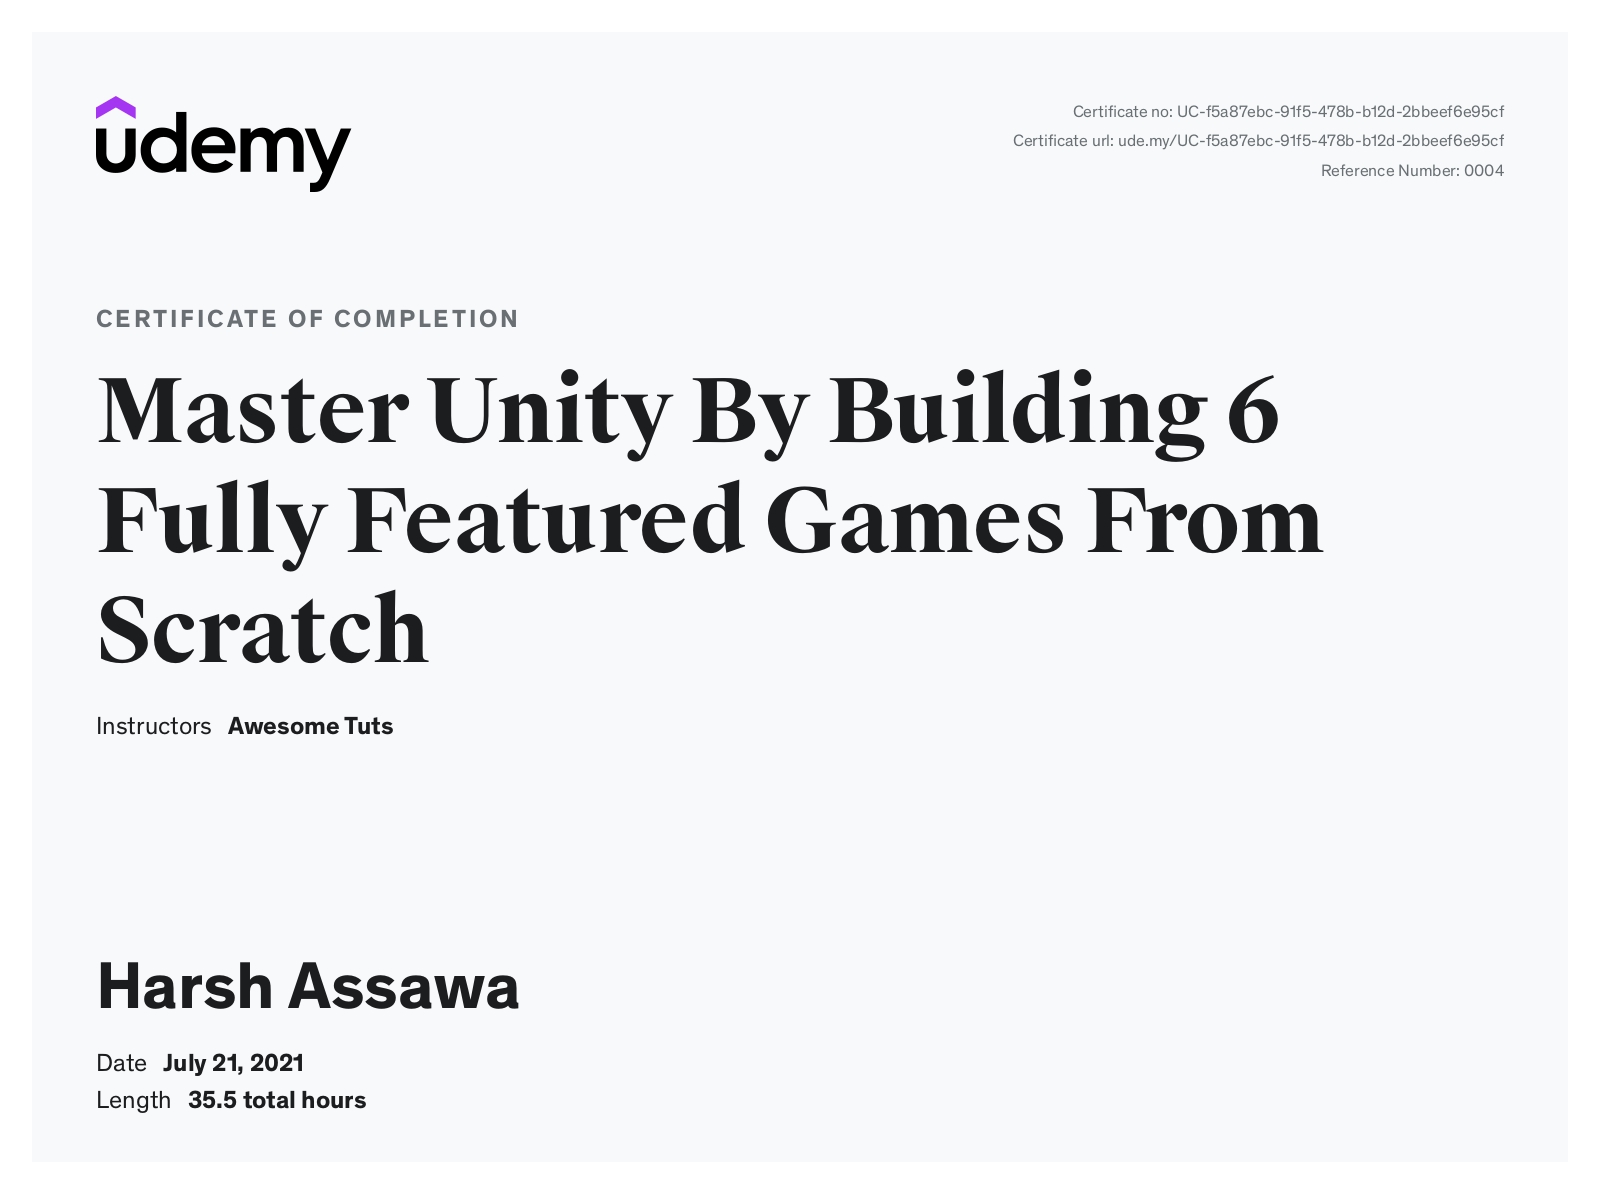 udemy
Certificate no: UC-f5a87ebc-91f5-478b-b12d-2bbeef6e95cf
Certificate url: ude.my/UC-f5a87ebc-91f5-478b-b12d-2bbeef6e95cf
Reference Number: 0004
CERTIFICATE OF COMPLETION
Master Unity By Building 6
Fully Featured Games From
Scratch
Instructors Awesome Tuts
Harsh Assawa
Date July 21, 2021
Length 35.5 total hours